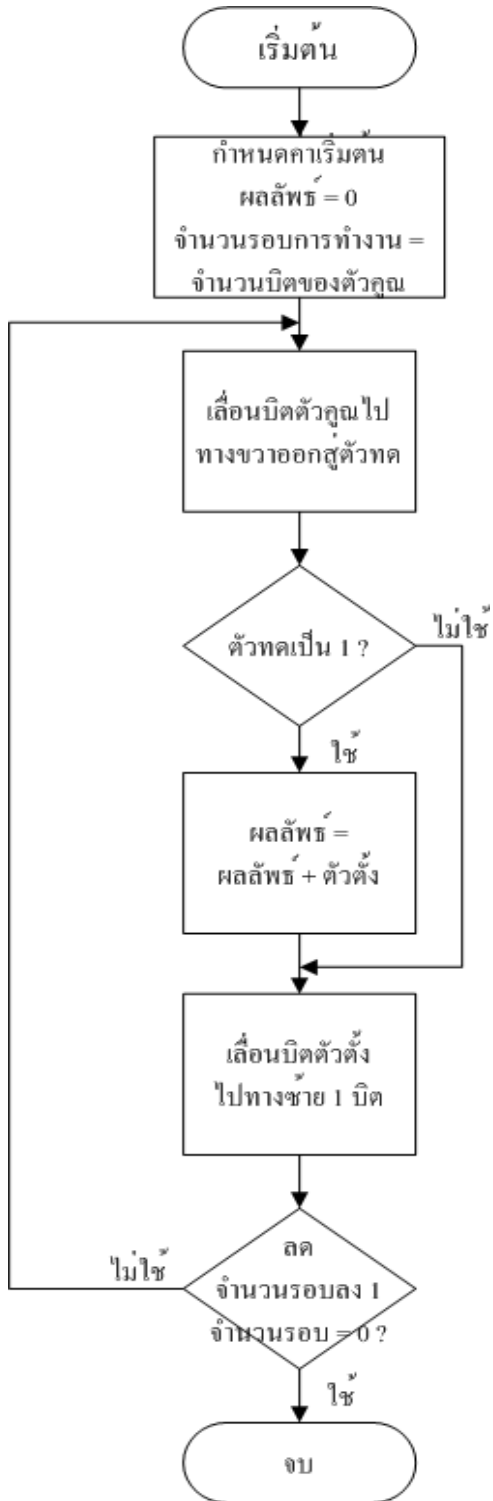 เริ่มต้น
กำหนดคาเริ่มต้น
ผลลัพธ์ = 0
จำนวนรอบการทำงาน =
จำนวนบิตของตัวคูณ
เลื่อนบิตตัวคูณไป
ทางขวาออกสู่ตัวทด
ตัวทดเป็น 1 ?
ไม่ใช้
ใช้
ผลลัพธ์ =
ผลลัพธ์ + ตัวตั้ง
เลื่อนบิตตัวตั้ง
ไปทางซ้าย 1 บิต
ไม่ใช้
ลด
จำนวนรอบลง 1
จำนวนรอบ = 0 ?
ใช้
จบ